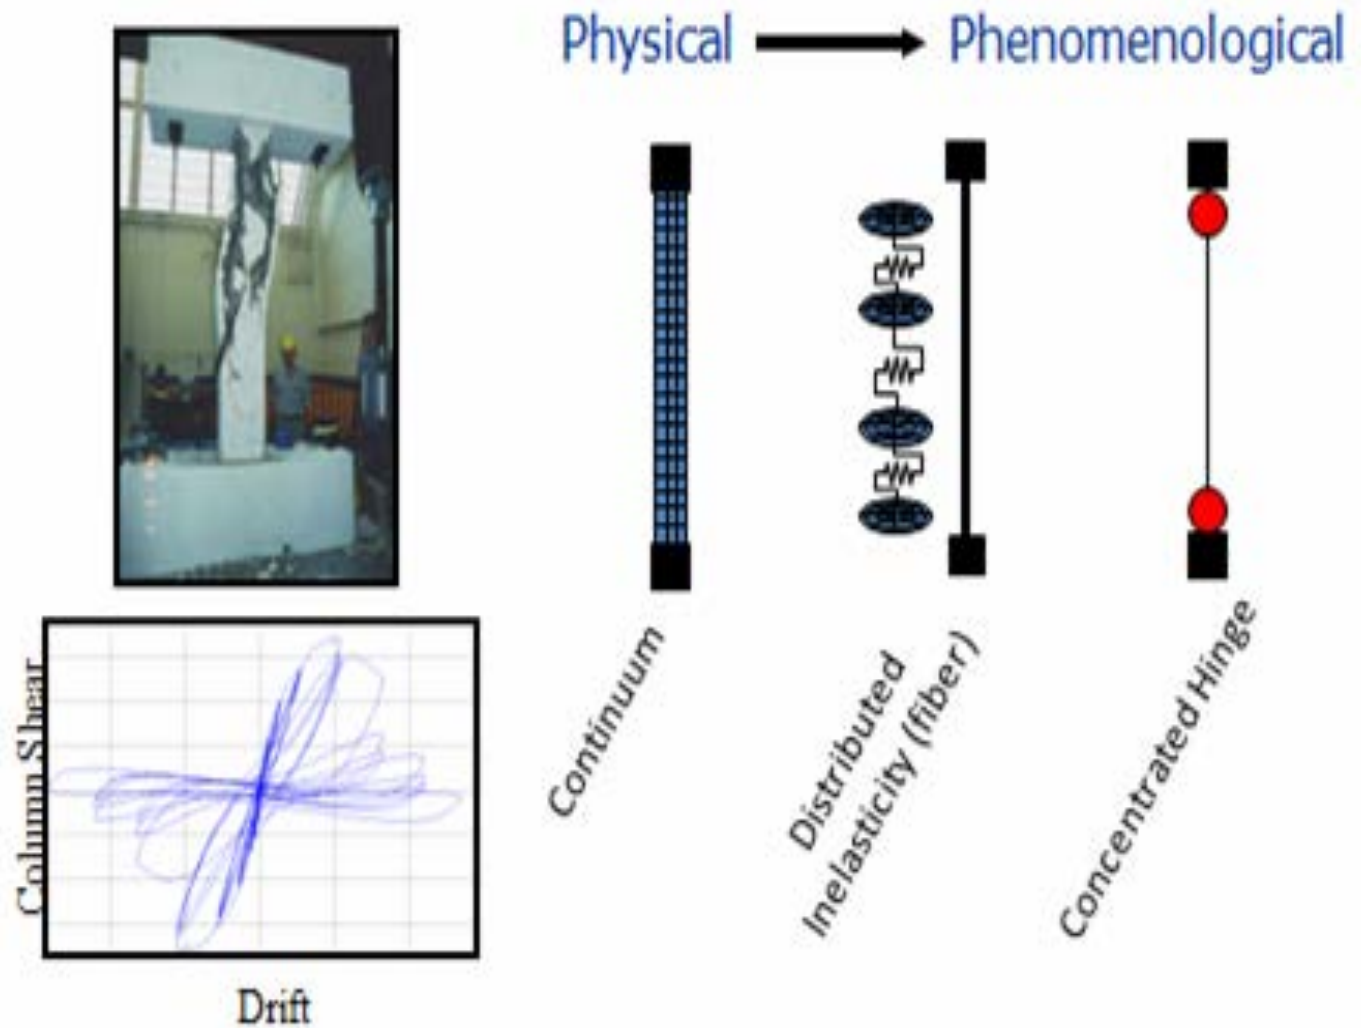 Physical Phenomenological
Column Shear
Drift
Continuum
Distributed
Inelasticity (fiber)
Concentrated Hinge